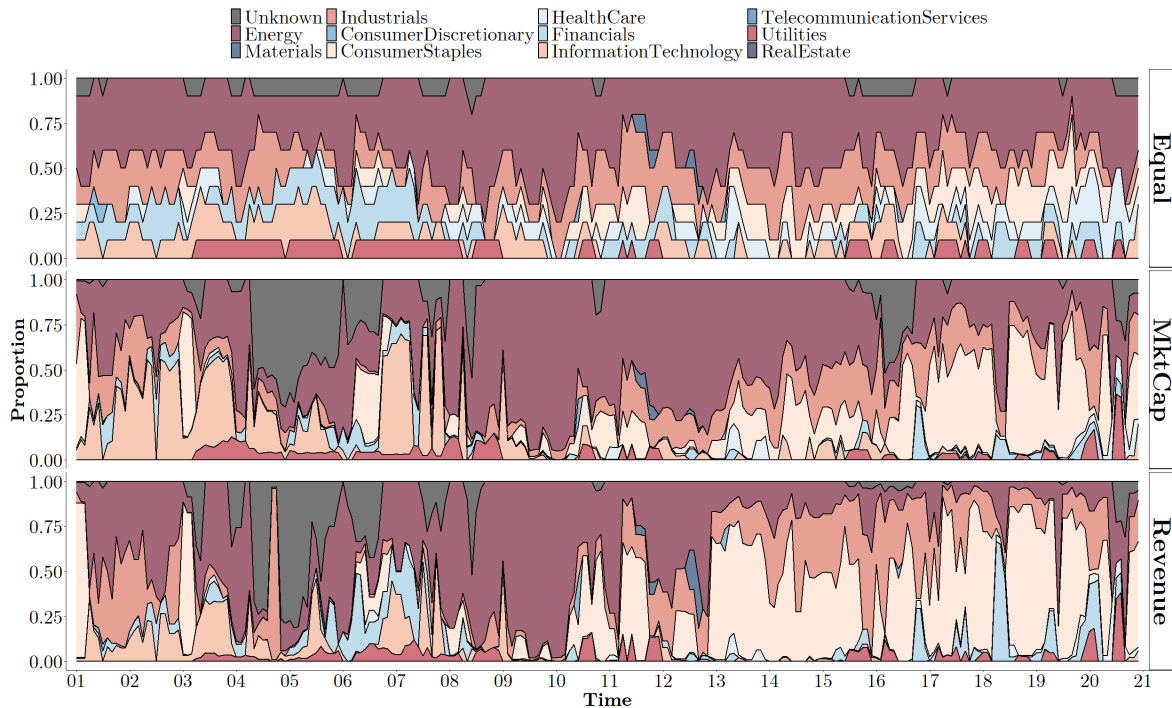 Unknown Industrials HealthCare TelecommunicationServices
Energy ConsumerDiscretionary Financials Utilities
Materials ConsumerStaples InformationTechnology RealEstate
1.00
0.75
0.50
0.25
0.00
Equal
1.00
0.75
0.50
0.25
0.00
MktCap
Proportion
1.00
0.75
0.50
0.25
0.00
Revenue
01 02 03 04 05 06 07 08 09 10 11 12 13 14 15 16 17 18 19 20 21
Time